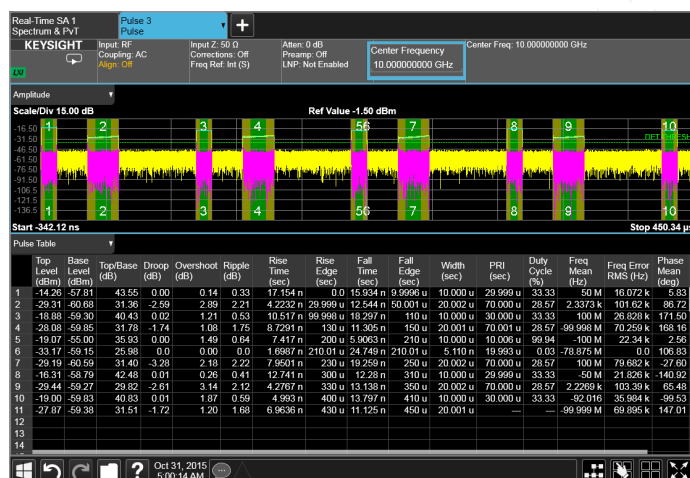 Real-Time SA 1
Spectrum & PvT
Pulse 3
Pulse
KEYSIGHT
LXI
Input: RF
Coupling: AC
Align: Off
Input Z: 50 Ω
Corrections: Off
Freq Ref: Int (S)
Atten: 0 dB
Preamp: Off
LNP: Not Enabled
Center Frequency
10.000000000 GHz
Center Freq: 10.000000000 GHz
Amplitude
Scale/Div 15.00 dB
Ref Value -1.50 dBm
-16.50
-31.50
-46.50
-61.50
-76.50
-91.50
-106.5
-121.5
-136.5
1 2 3 4 5 6 7 8 9 10
DET THRESH
1 2 3 4 5 6 7 8 9 10
Start -342.12 ns
Stop 450.34 µ
Pulse Table
Top Level (dBm) Base Level (dBm) Top/Base (dB) Droop (dB) Overshoot (dB) Ripple (dB) Rise Time (sec) Rise Edge (sec) Fall Time (sec) Fall Edge (sec) Width (sec) PRI (sec) Duty Cycle (%) Freq Mean (Hz) Freq Error RMS (Hz) Phase Mean (deg)
1 -14.26 -57.81 43.55 0.00 0.14 0.33 17.154 n 0.0 15.934 n 9.9996 u 10.000 u 29.999 u 33.33 50 M 16.072 k 5.83
2 -29.31 -60.68 31.36 -2.59 2.89 2.21 4.2232 n 29.999 u 12.544 n 50.001 u 20.002 u 70.000 u 28.57 2.3373 k 101.62 k 86.72
3 -18.88 -59.30 40.43 0.02 1.21 0.53 10.517 n 99.998 u 18.297 n 110 u 10.000 u 30.000 u 33.33 100 M 26.828 k 171.50
4 -28.08 -59.85 31.78 -1.74 1.08 1.75 8.7291 n 130 u 11.305 n 150 u 20.001 u 70.001 u 28.57 -99.998 M 70.259 k 168.16
5 -19.07 -55.00 35.93 0.00 1.49 0.64 7.417 n 200 u 5.9063 n 210 u 10.000 u 10.006 u 99.94 -100 M 22.34 k 2.56
6 -33.17 -59.15 25.98 0.0 0.00 0.0 1.6987 n 210.01 u 24.749 n 210.01 u 5.110 n 19.993 u 0.03 -78.875 M 0.0 106.83
7 -29.19 -60.59 31.40 -3.28 2.18 2.22 7.9501 n 230 u 19.259 n 250 u 20.002 u 70.000 u 28.57 100 M 79.682 k -27.60
8 -16.31 -58.79 42.48 0.01 0.26 0.41 12.741 n 300 u 12.28 n 310 u 10.000 u 29.999 u 33.33 -50 M 21.826 k -140.92
9 -29.44 -59.27 29.82 -2.61 3.14 2.12 4.2767 n 330 u 13.138 n 350 u 20.002 u 70.000 u 28.57 2.2269 k 103.39 k 65.48
10 -19.00 -59.83 40.83 0.01 1.87 0.59 4.993 n 400 u 13.797 n 410 u 10.000 u 30.000 u 33.33 -92.016 35.984 k -99.53
11 -27.87 -59.38 31.51 -1.72 1.20 1.68 6.9636 n 430 u 11.125 n 450 u 20.001 u — — -99.999 M 69.895 k 147.01
12
13
14
Oct 31, 2015
5:00:14 AM